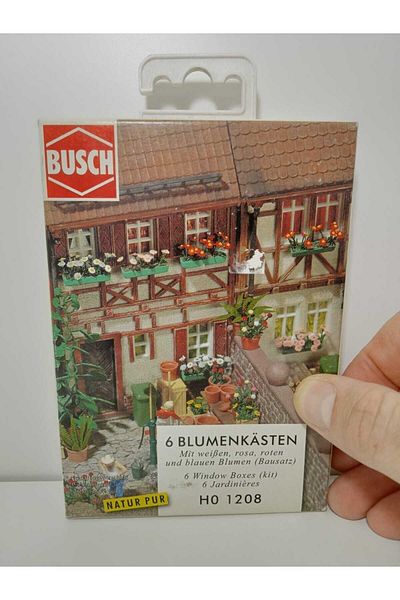 BUSCH
6 BLUMENKÄSTEN
Mit weißen, rosa, roten
und blauen Blumen (Bausatz)
6 Window Boxes (kit)
6 Jardinières
H0 1208
NATUR PUR